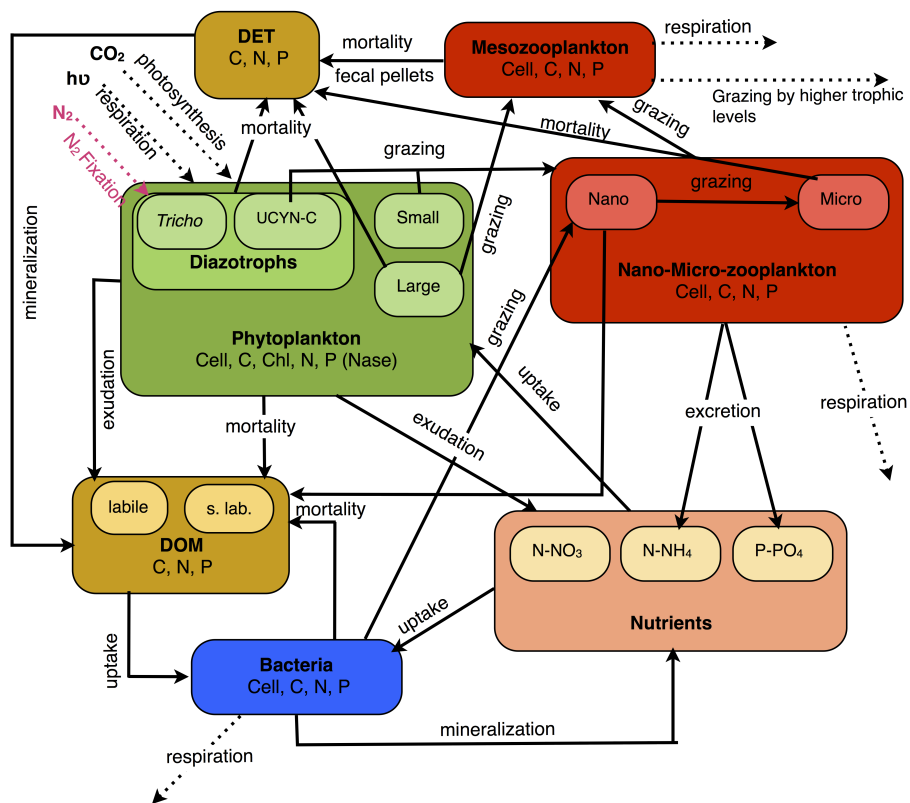 DET
C, N, P
mortality
fecal pellets
Mesozooplankton
Cell, C, N, P
respiration
Grazing by higher trophic
levels
CO₂
photosynthesis
hυ
respiration
N₂
N₂ Fixation
mortality
grazing
mortality
grazing
Tricho
UCYN-C
Small
Diazotrophs
Large
Phytoplankton
Cell, C, Chl, N, P (Nase)
grazing
Nano
grazing
Micro
Nano-Micro-zooplankton
Cell, C, N, P
mineralization
exudation
mortality
exudation
grazing
uptake
excretion
respiration
labile
s. lab.
DOM
C, N, P
mortality
N-NO₃
N-NH₄
P-PO₄
Nutrients
uptake
uptake
Bacteria
Cell, C, N, P
mineralization
respiration